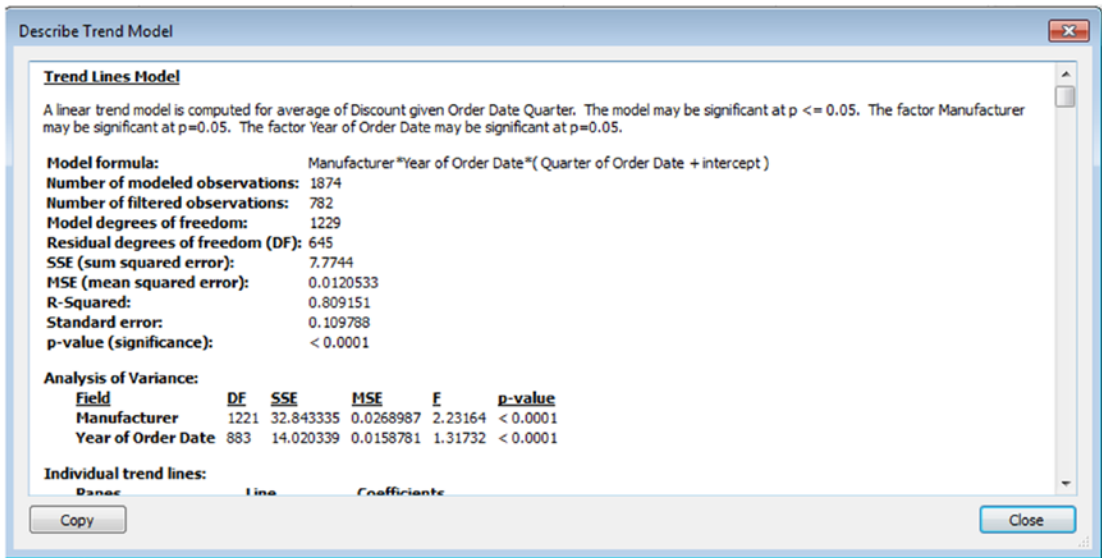 Describe Trend Model
Trend Lines Model
A linear trend model is computed for average of Discount given Order Date Quarter.  The model may be significant at p <= 0.05.  The factor Manufacturer
may be significant at p=0.05.  The factor Year of Order Date may be significant at p=0.05.
Model formula: Manufacturer*Year of Order Date*( Quarter of Order Date + intercept )
Number of modeled observations: 1874
Number of filtered observations: 782
Model degrees of freedom: 1229
Residual degrees of freedom (DF): 645
SSE (sum squared error): 7.7744
MSE (mean squared error): 0.0120533
R-Squared: 0.809151
Standard error: 0.109788
p-value (significance): < 0.0001
Analysis of Variance:
Field DF SSE MSE F p-value
Manufacturer 1221 32.843335 0.0268987 2.23164 < 0.0001
Year of Order Date 883 14.020339 0.0158781 1.31732 < 0.0001
Individual trend lines:
Panes Line Coefficients
Copy Close